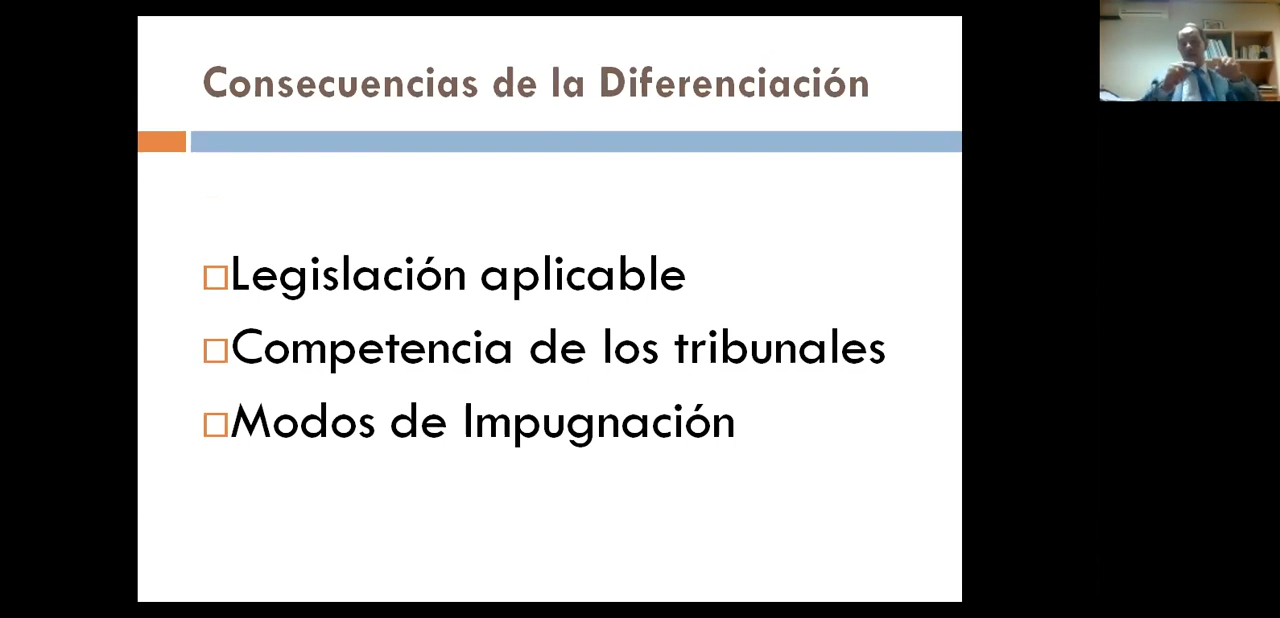 Consecuencias de la Diferenciación
Legislación aplicable
Competencia de los tribunales
Modos de Impugnación